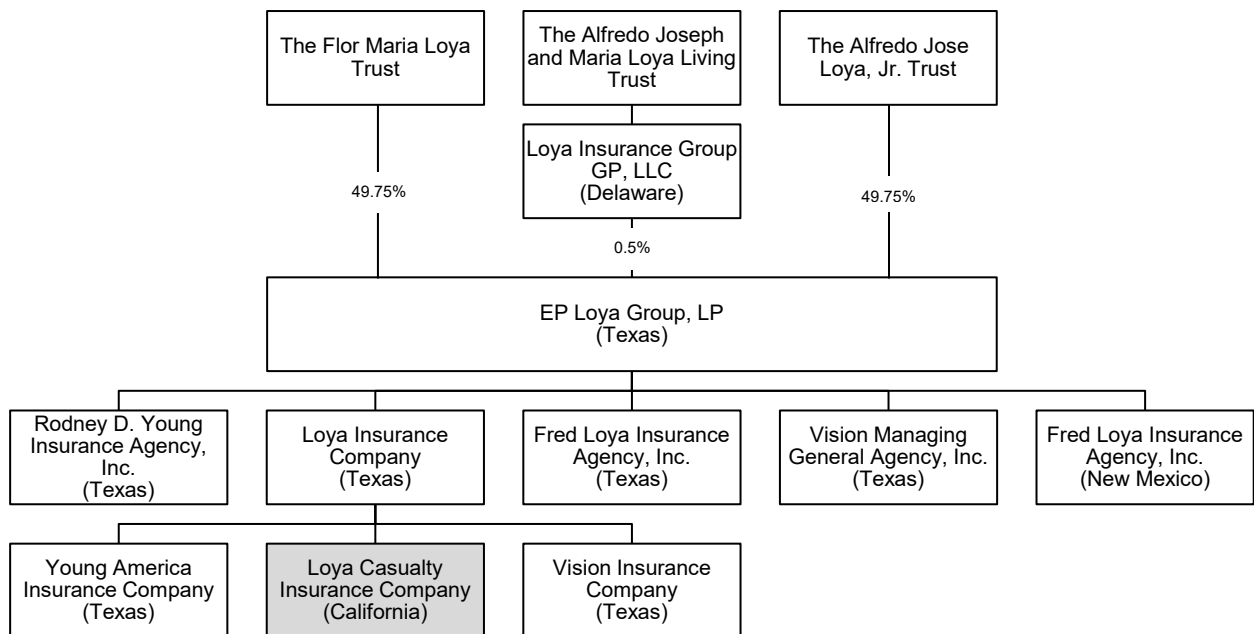 The Flor Maria Loya
Trust
The Alfredo Joseph
and Maria Loya Living
Trust
The Alfredo Jose
Loya, Jr. Trust
Loya Insurance Group
GP, LLC
(Delaware)
49.75%
0.5%
49.75%
EP Loya Group, LP
(Texas)
Rodney D. Young
Insurance Agency,
Inc.
(Texas)
Loya Insurance
Company
(Texas)
Fred Loya Insurance
Agency, Inc.
(Texas)
Vision Managing
General Agency, Inc.
(Texas)
Fred Loya Insurance
Agency, Inc.
(New Mexico)
Young America
Insurance Company
(Texas)
Loya Casualty
Insurance Company
(California)
Vision Insurance
Company
(Texas)